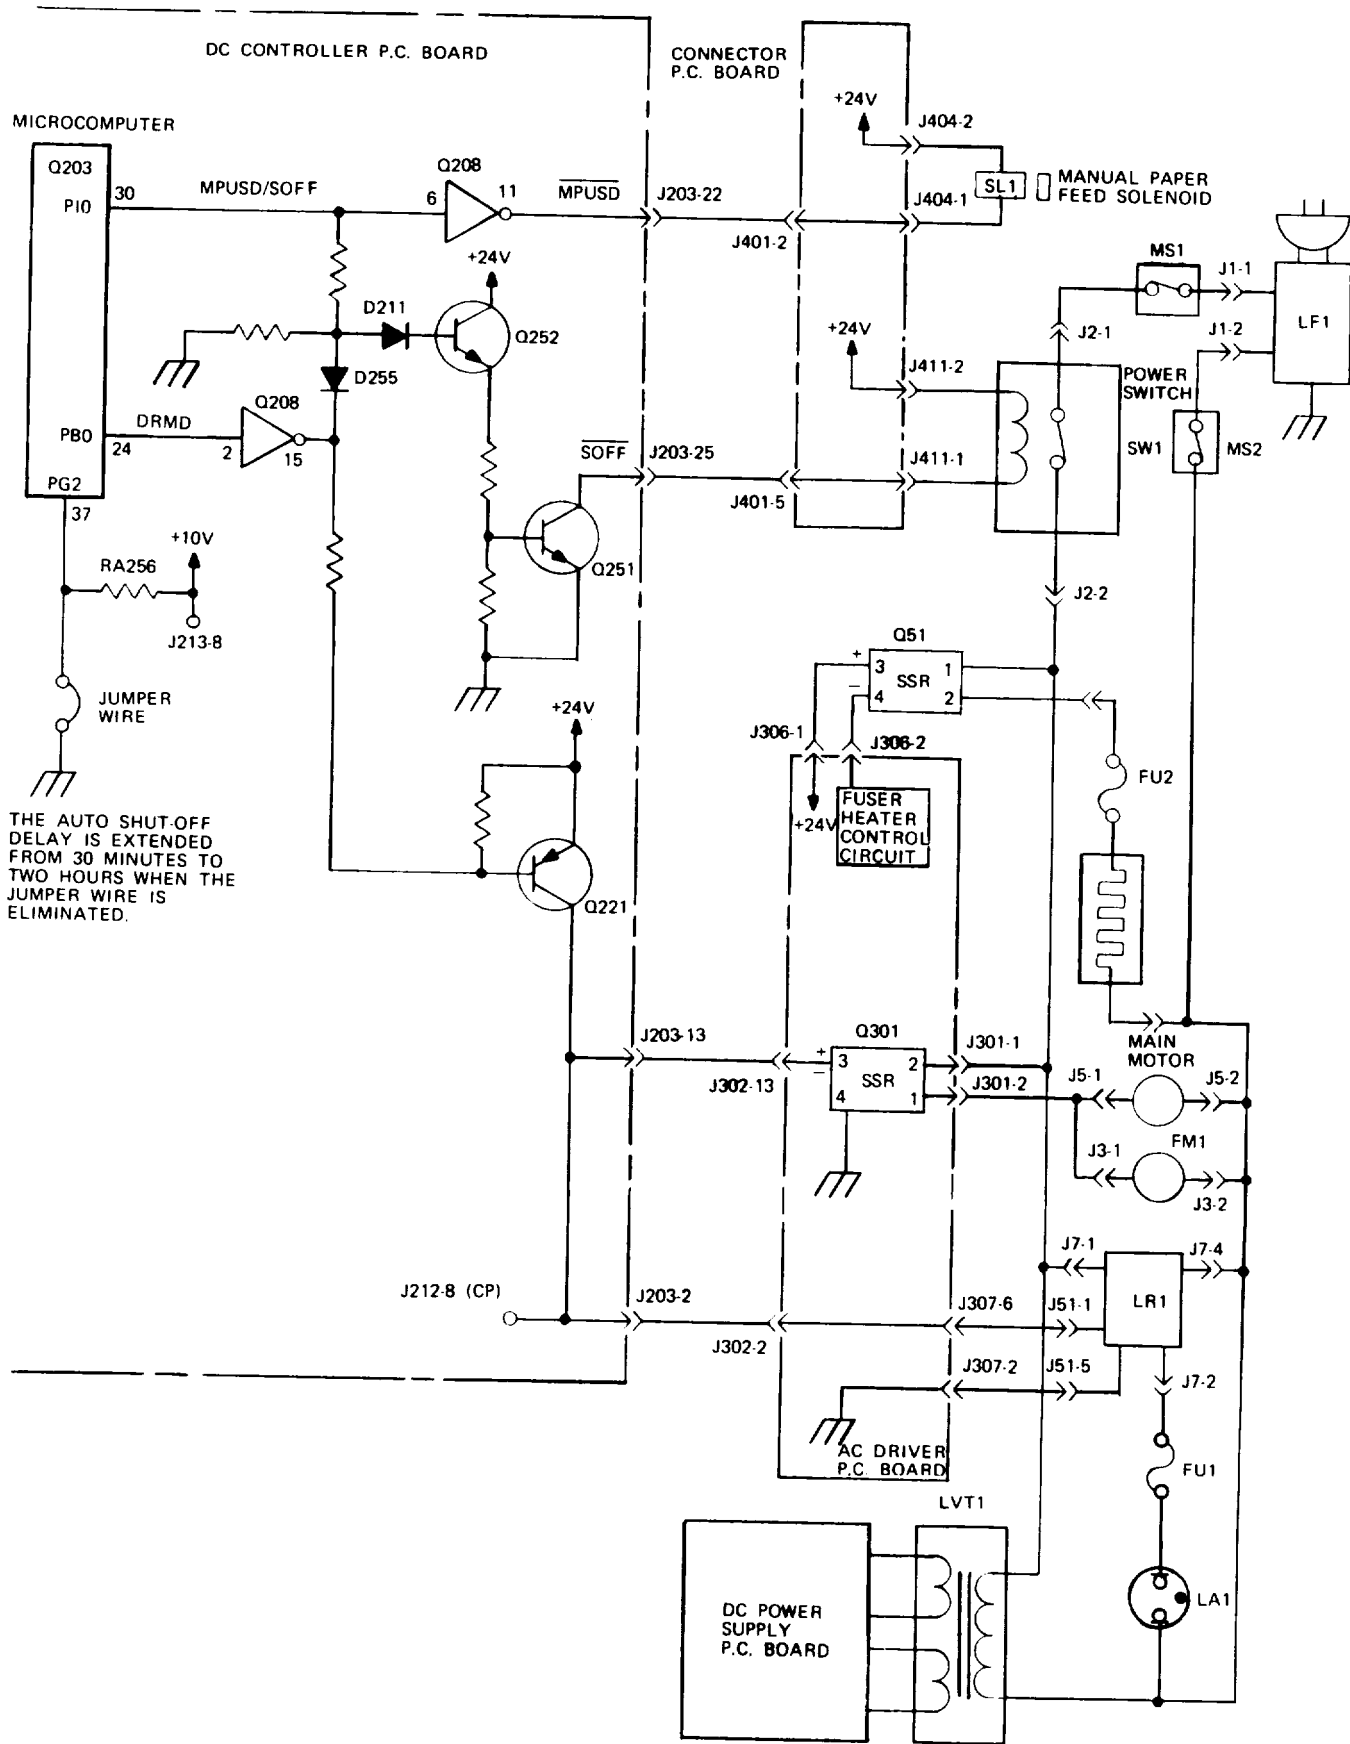 DC CONTROLLER P.C. BOARD
CONNECTOR
P.C. BOARD
+24V
J404-2
MICROCOMPUTER
Q203
PI0
30
MPUSD/SOFF
Q208
6
11
MPUSD
J203-22
J401-2
J404-1
SL1
MANUAL PAPER
FEED SOLENOID
MS1
J1-1
J1-2
LF1
+24V
D211
Q252
D255
+24V
J411-2
J2-1
POWER
SWITCH
SW1
MS2
PB0
24
DRMD
Q208
2
15
SOFF
J203-25
J401-5
J411-1
PG2
37
+10V
RA256
J213-8
Q251
J2-2
JUMPER
WIRE
Q51
+
3
1
SSR
–
4
2
J306-1
J306-2
+24V
FU2
+24V
FUSER
HEATER
CONTROL
CIRCUIT
THE AUTO SHUT-OFF
DELAY IS EXTENDED
FROM 30 MINUTES TO
TWO HOURS WHEN THE
JUMPER WIRE IS
ELIMINATED.
Q221
J203-13
J302-13
Q301
+
3
2
–
SSR
4
1
J301-1
J301-2
MAIN
MOTOR
J5-1
J5-2
FM1
J3-1
J3-2
J7-1
J7-4
LR1
J212-8 (CP)
J203-2
J302-2
J307-6
J51-1
J307-2
J51-5
J7-2
AC DRIVER
P.C. BOARD
FU1
LVT1
DC POWER
SUPPLY
P.C. BOARD
LA1